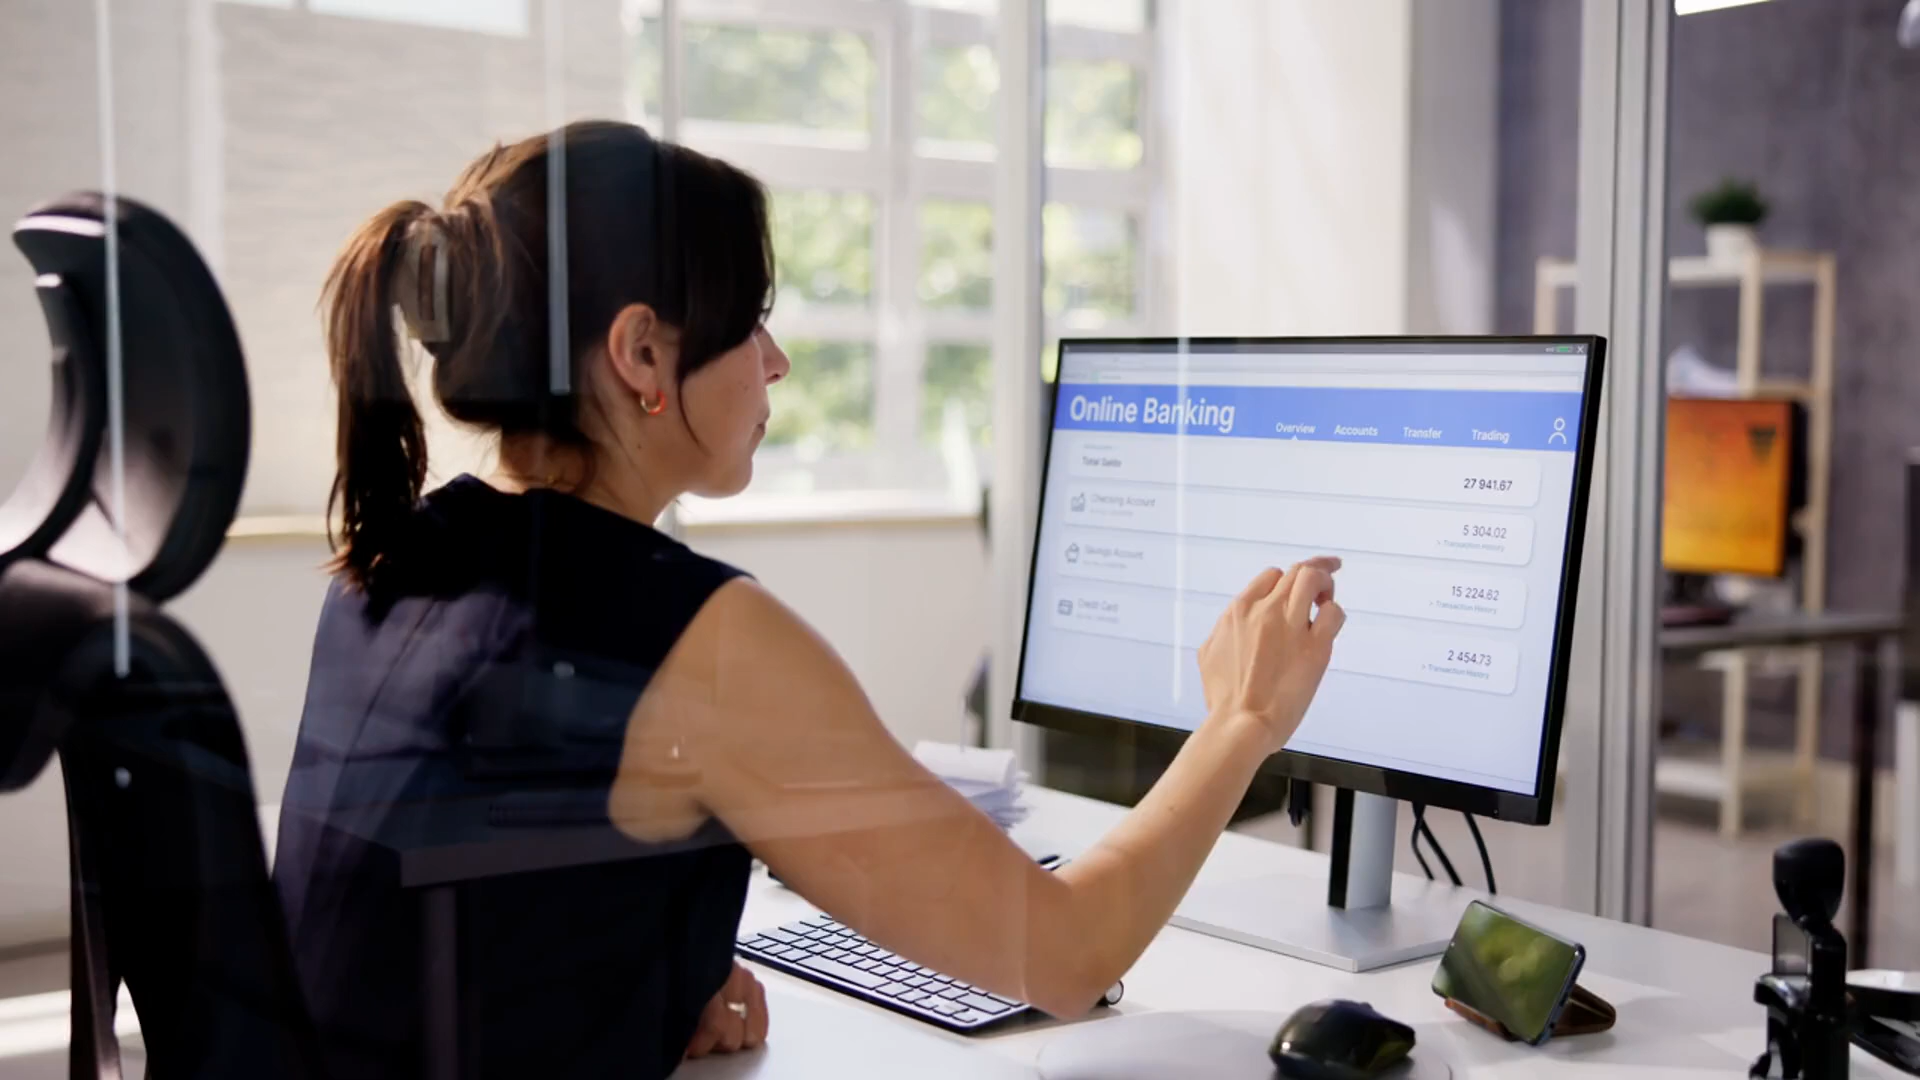 Online Banking
Overview Accounts Transfer Trading
Total Saldo
27 941.67
Checking Account
5 304.02
> Transaction History
Savings Account
15 224.62
> Transaction History
Credit Card
2 454.73
> Transaction History